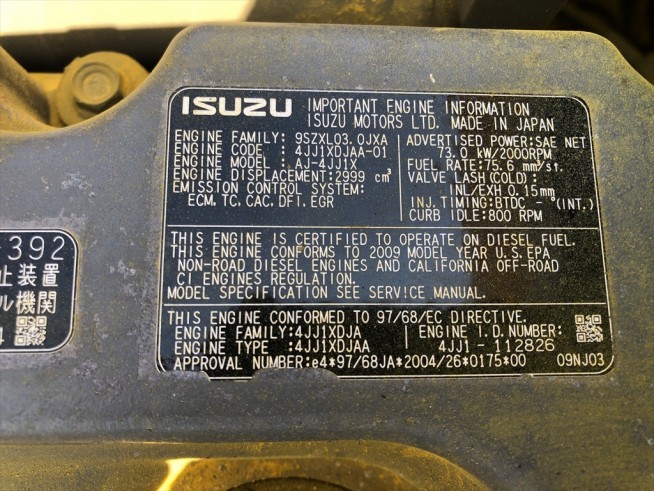 ISUZU IMPORTANT ENGINE INFORMATION
ISUZU MOTORS LTD. MADE IN JAPAN
ENGINE FAMILY: 9SZXL03.0JXA
ENGINE CODE : 4JJ1XDJAA-01
ENGINE MODEL : AJ-4JJ1X
ENGINE DISPLACEMENT: 2999 cm³
EMISSION CONTROL SYSTEM:
ECM, TC, CAC, DFI, EGR
ADVERTISED POWER:SAE NET
73.0 kW/2000RPM
FUEL RATE:75.6 mm³/st.
VALVE LASH (COLD):
INL/EXH 0.15mm
INJ. TIMING:BTDC - °(INT.)
CURB IDLE:800 RPM
THIS ENGINE IS CERTIFIED TO OPERATE ON DIESEL FUEL.
THIS ENGINE CONFORMS TO 2009 MODEL YEAR U.S. EPA
NON-ROAD DIESEL ENGINES AND CALIFORNIA OFF-ROAD
CI ENGINES REGULATION.
MODEL SPECIFICATION SEE SERVICE MANUAL.
THIS ENGINE CONFORMED TO 97/68/EC DIRECTIVE.
ENGINE FAMILY:4JJ1XDJA
ENGINE TYPE :4JJ1XDJAA
ENGINE I.D. NUMBER:
4JJ1 - 112826
APPROVAL NUMBER:e4*97/68JA*2004/26*0175*00 09NJ03
392
止装置
ル機関
4